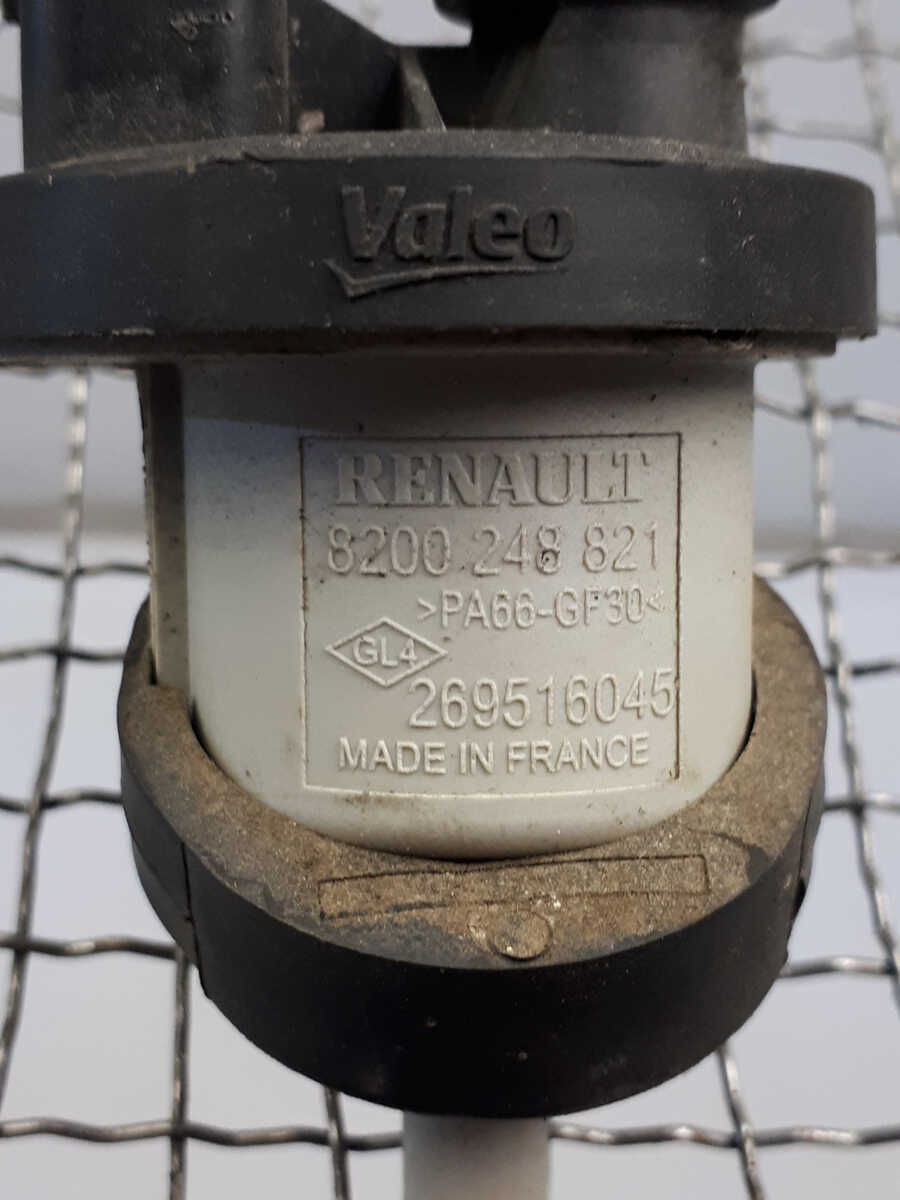 Valeo
RENAULT
8200 248 821
>PA66-GF30<
GL4
269516045
MADE IN FRANCE